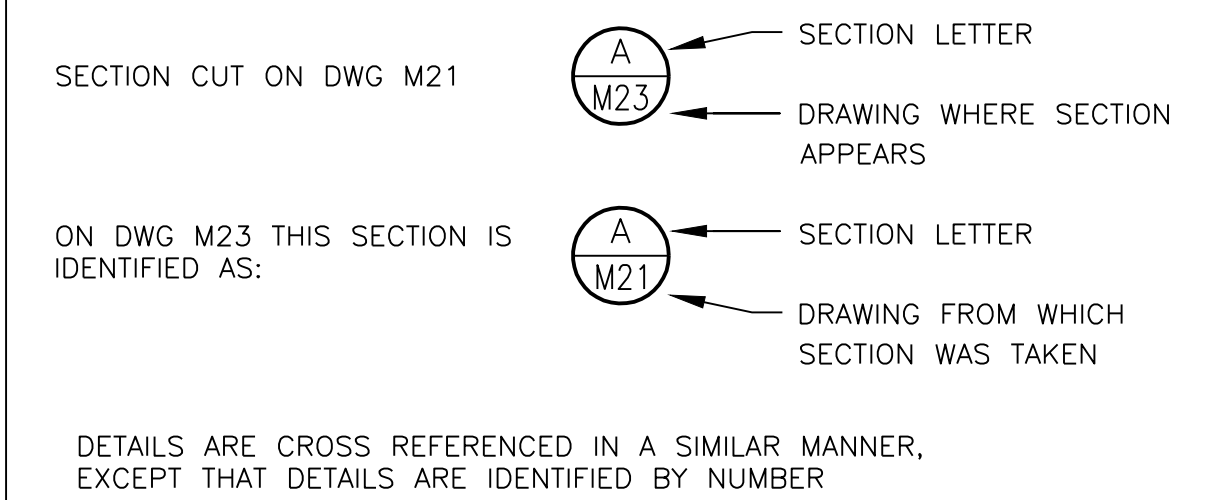 SECTION CUT ON DWG M21
A
M23
SECTION LETTER
DRAWING WHERE SECTION
APPEARS
ON DWG M23 THIS SECTION IS
IDENTIFIED AS:
A
M21
SECTION LETTER
DRAWING FROM WHICH
SECTION WAS TAKEN
DETAILS ARE CROSS REFERENCED IN A SIMILAR MANNER,
EXCEPT THAT DETAILS ARE IDENTIFIED BY NUMBER